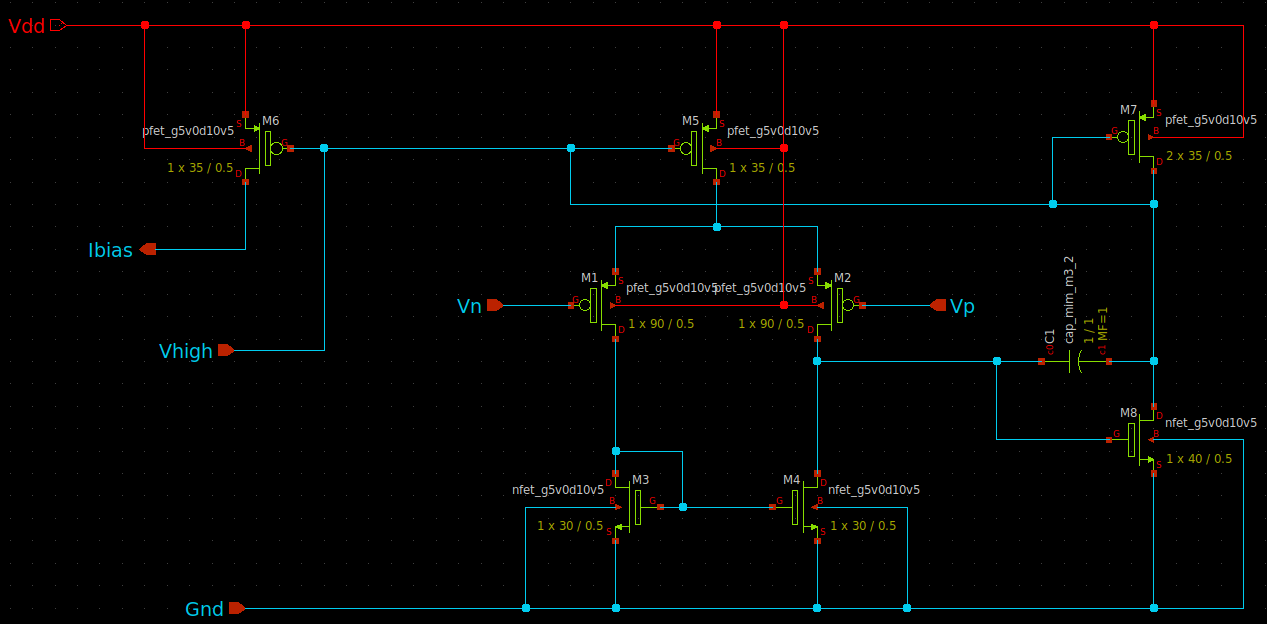 Vdd
M6
pfet_g5v0d10v5
S
B
G
1 x 35 / 0.5
D
M5
pfet_g5v0d10v5
S
G
B
1 x 35 / 0.5
D
M7
pfet_g5v0d10v5
S
G
B
2 x 35 / 0.5
D
Ibias
M1
pfet_g5v0d10v5
S
G
B
1 x 90 / 0.5
D
M2
pfet_g5v0d10v5
S
B
G
1 x 90 / 0.5
D
Vn
Vp
Vhigh
C1
cap_mim_m3_2
1 / 1
MF=1
c0
c1
M8
nfet_g5v0d10v5
D
G
B
1 x 40 / 0.5
S
M3
nfet_g5v0d10v5
D
B
G
1 x 30 / 0.5
S
M4
nfet_g5v0d10v5
D
G
B
1 x 30 / 0.5
S
Gnd